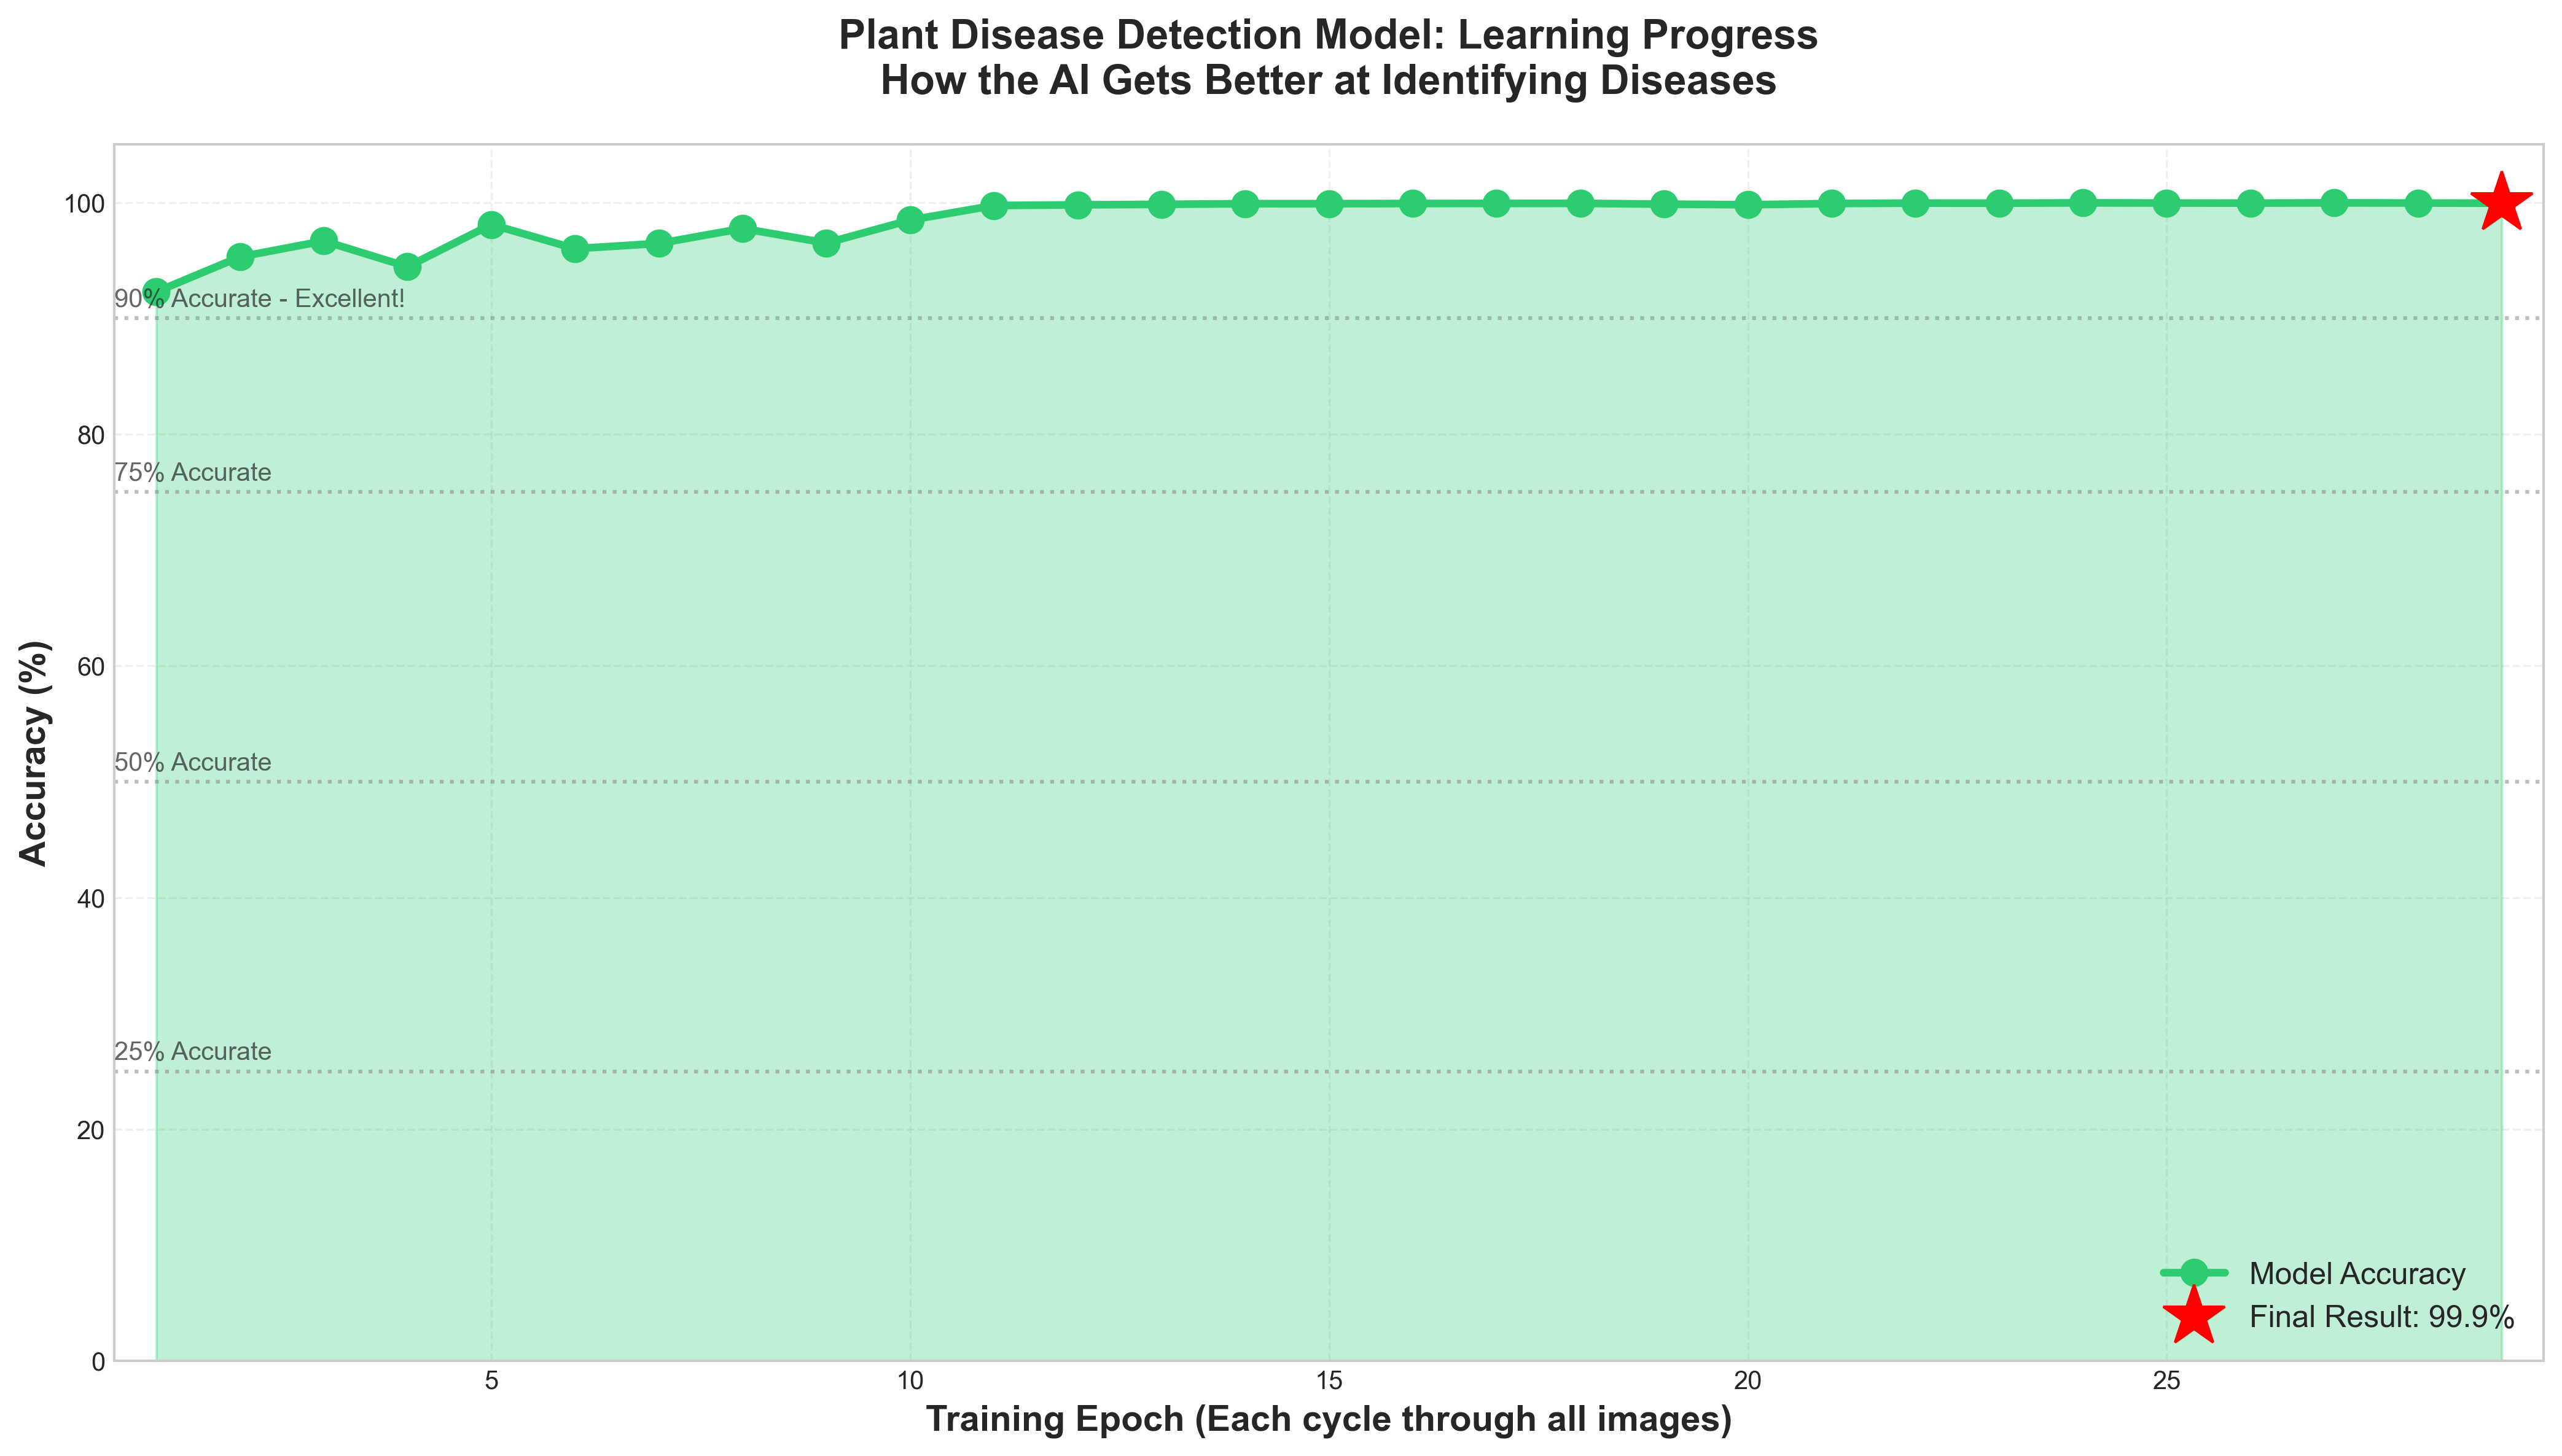 Plant Disease Detection Model: Learning Progress
How the AI Gets Better at Identifying Diseases
Accuracy (%)
100
80
60
40
20
0
90% Accurate - Excellent!
75% Accurate
50% Accurate
25% Accurate
Model Accuracy
Final Result: 99.9%
5
10
15
20
25
Training Epoch (Each cycle through all images)